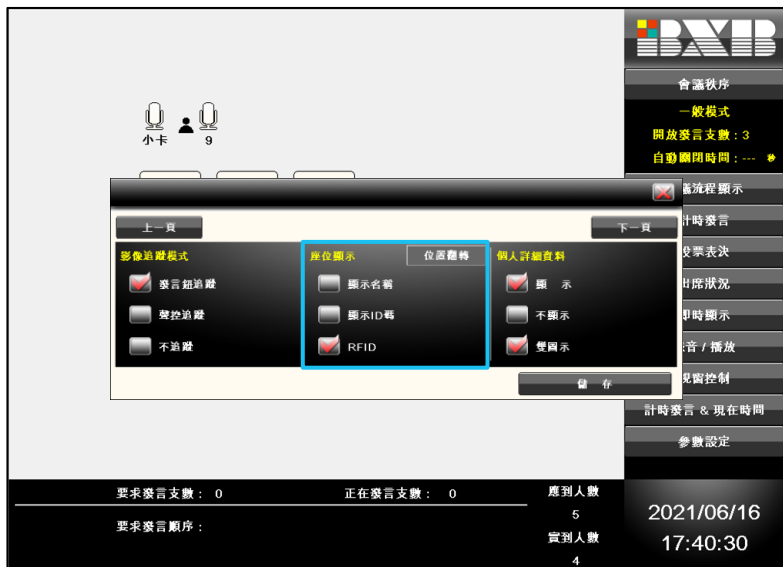 BXB
會議秩序
一般模式
開放發言支數：3
自動關閉時間：--- 秒
小卡
9
議流程顯示
上一頁
下一頁
計時發言
影像追蹤模式
座位顯示
位置翻轉
個人詳細資料
投票表決
發言鈕追蹤
顯示名稱
顯 示
出席狀況
聲控追蹤
顯示ID碼
不顯示
即時顯示
不追蹤
RFID
雙圖示
音 / 播放
儲 存
視窗控制
計時發言 & 現在時間
參數設定
要求發言支數： 0
正在發言支數： 0
應到人數
5
要求發言順序：
實到人數
4
2021/06/16
17:40:30